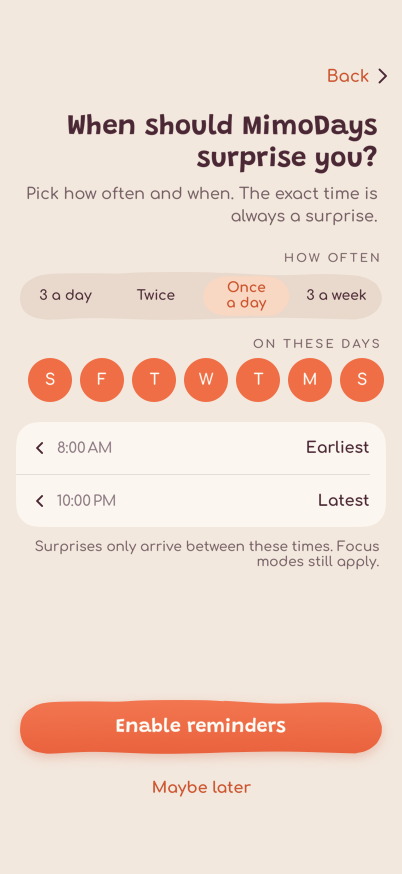 Back
When should MimoDays
surprise you?
Pick how often and when. The exact time is
always a surprise.
HOW OFTEN
3 a day Twice Once a day 3 a week
ON THESE DAYS
S F T W T M S
8:00 AM Earliest
10:00 PM Latest
Surprises only arrive between these times. Focus
modes still apply.
Enable reminders
Maybe later